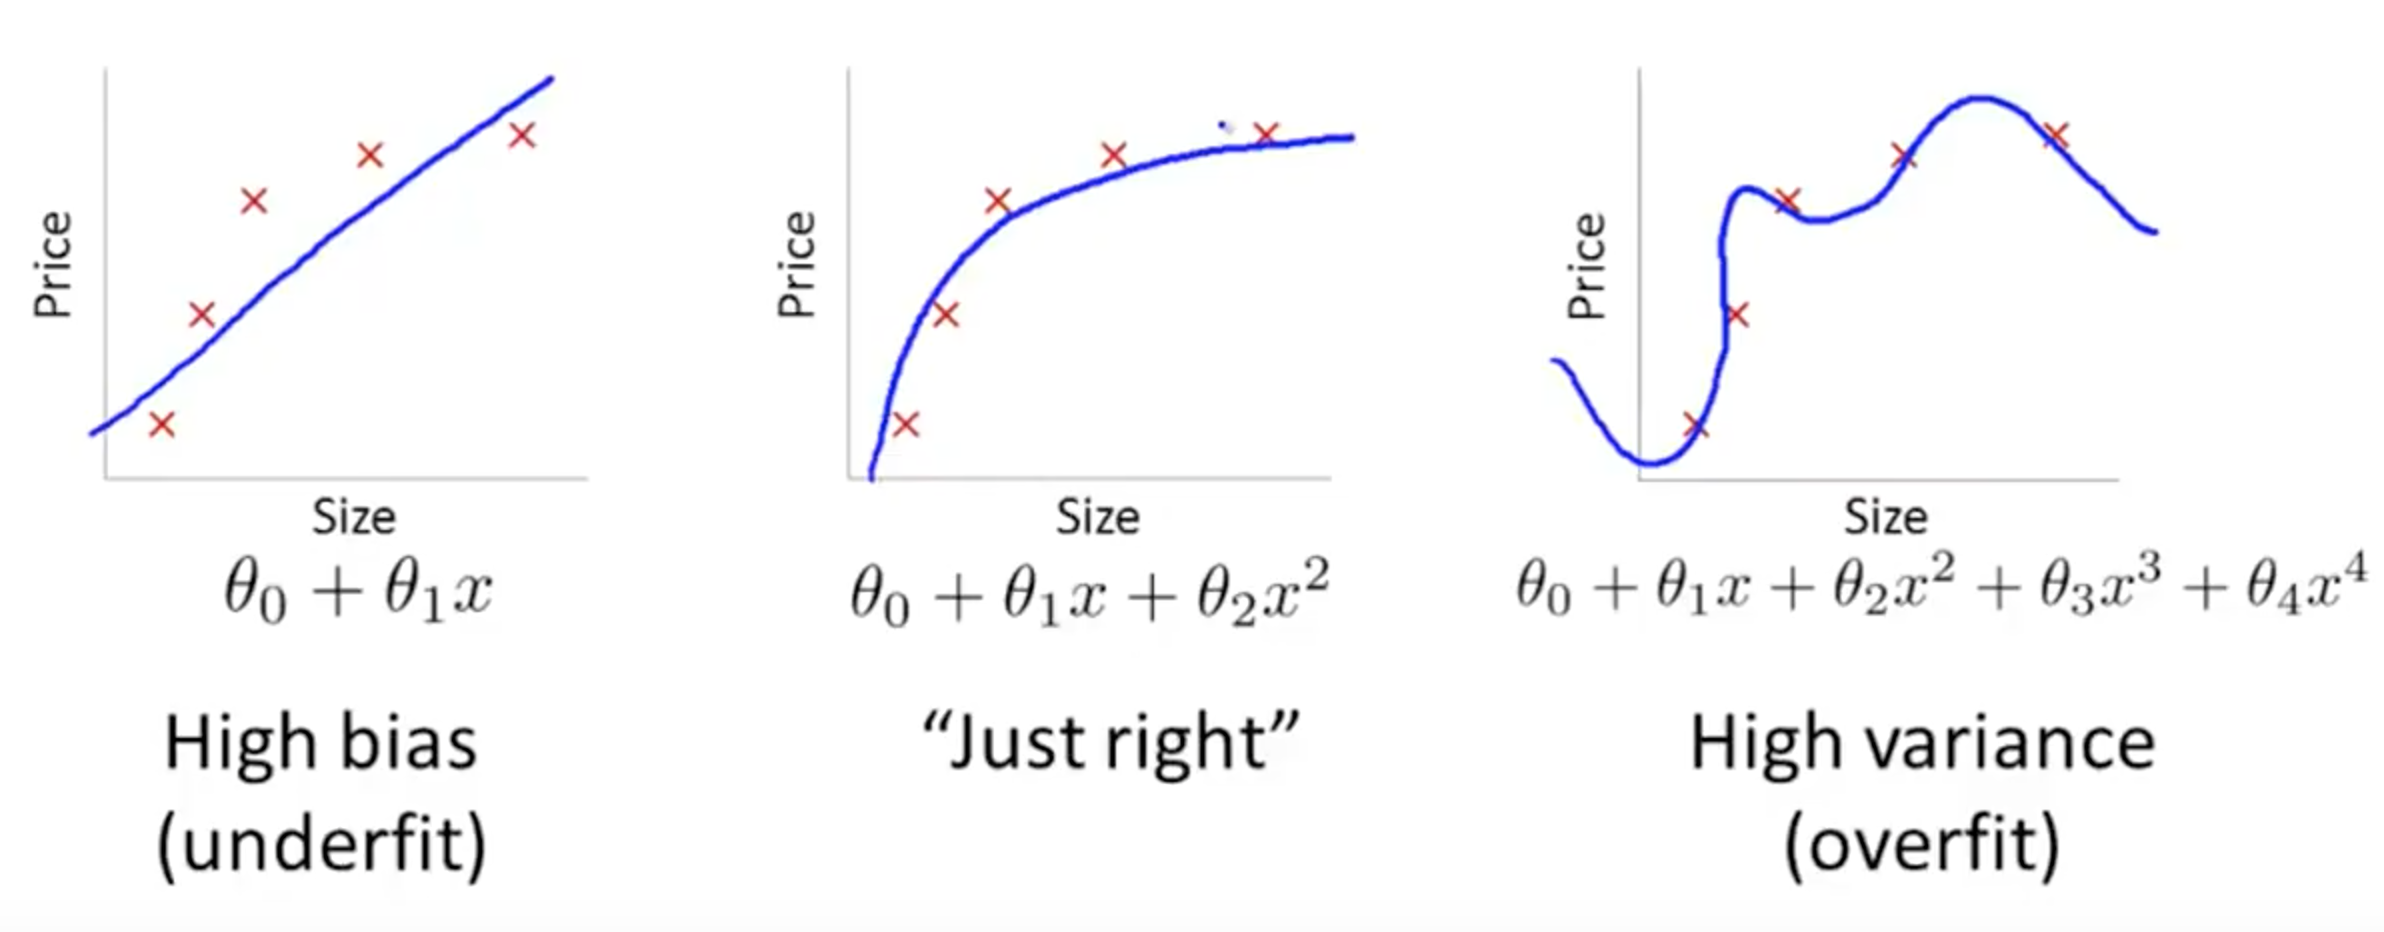 Price
Size
θ₀ + θ₁x
High bias
(underfit)
Price
Size
θ₀ + θ₁x + θ₂x²
“Just right”
Price
Size
θ₀ + θ₁x + θ₂x² + θ₃x³ + θ₄x⁴
High variance
(overfit)